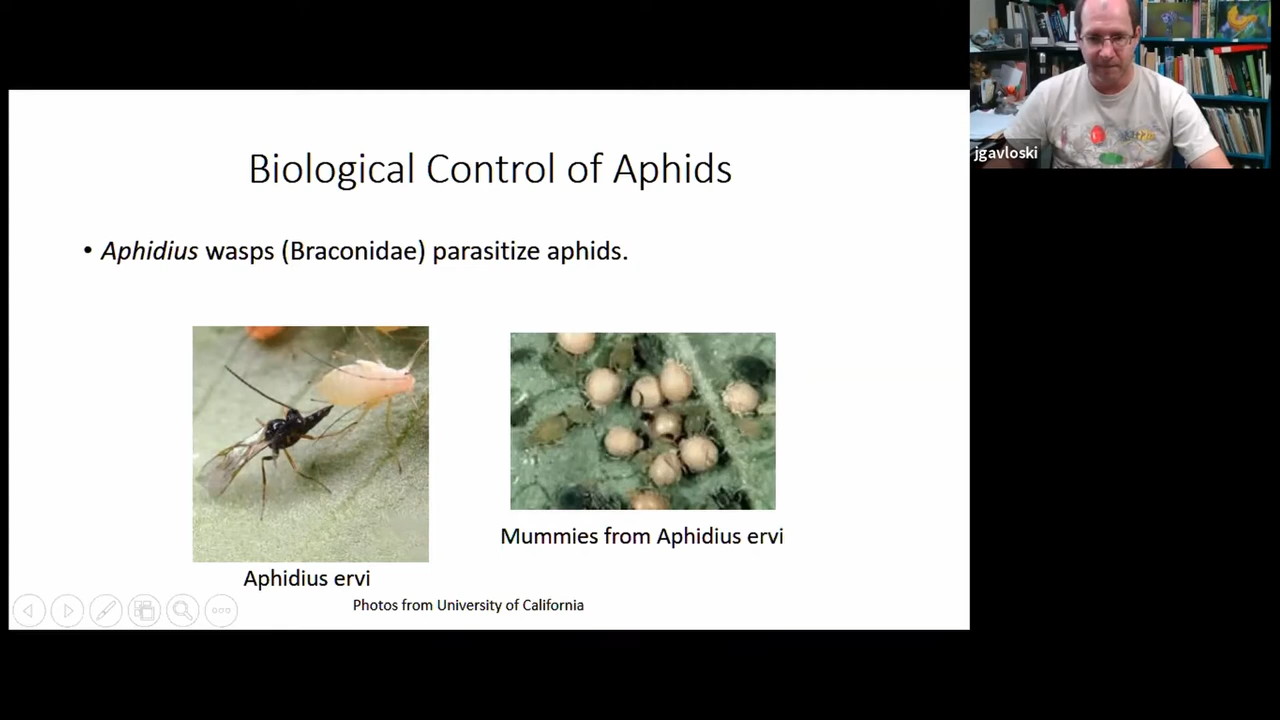 Biological Control of Aphids
• Aphidius wasps (Braconidae) parasitize aphids.
Mummies from Aphidius ervi
Aphidius ervi
Photos from University of California
jgavloski